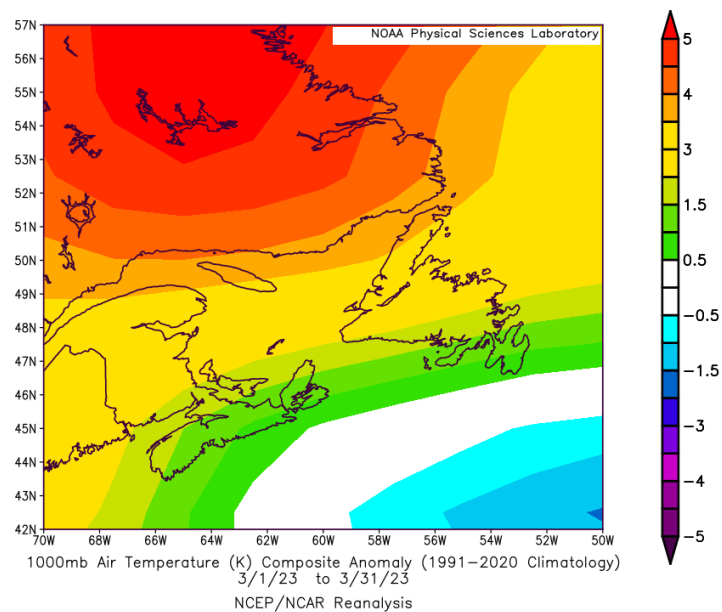 NOAA Physical Sciences Laboratory
57N
56N
55N
54N
53N
52N
51N
50N
49N
48N
47N
46N
45N
44N
43N
42N
70W 68W 66W 64W 62W 60W 58W 56W 54W 52W 50W
5
4
3
1.5
0.5
-0.5
-1.5
-3
-4
-5
1000mb Air Temperature (K) Composite Anomaly (1991-2020 Climatology)
3/1/23 to 3/31/23
NCEP/NCAR Reanalysis